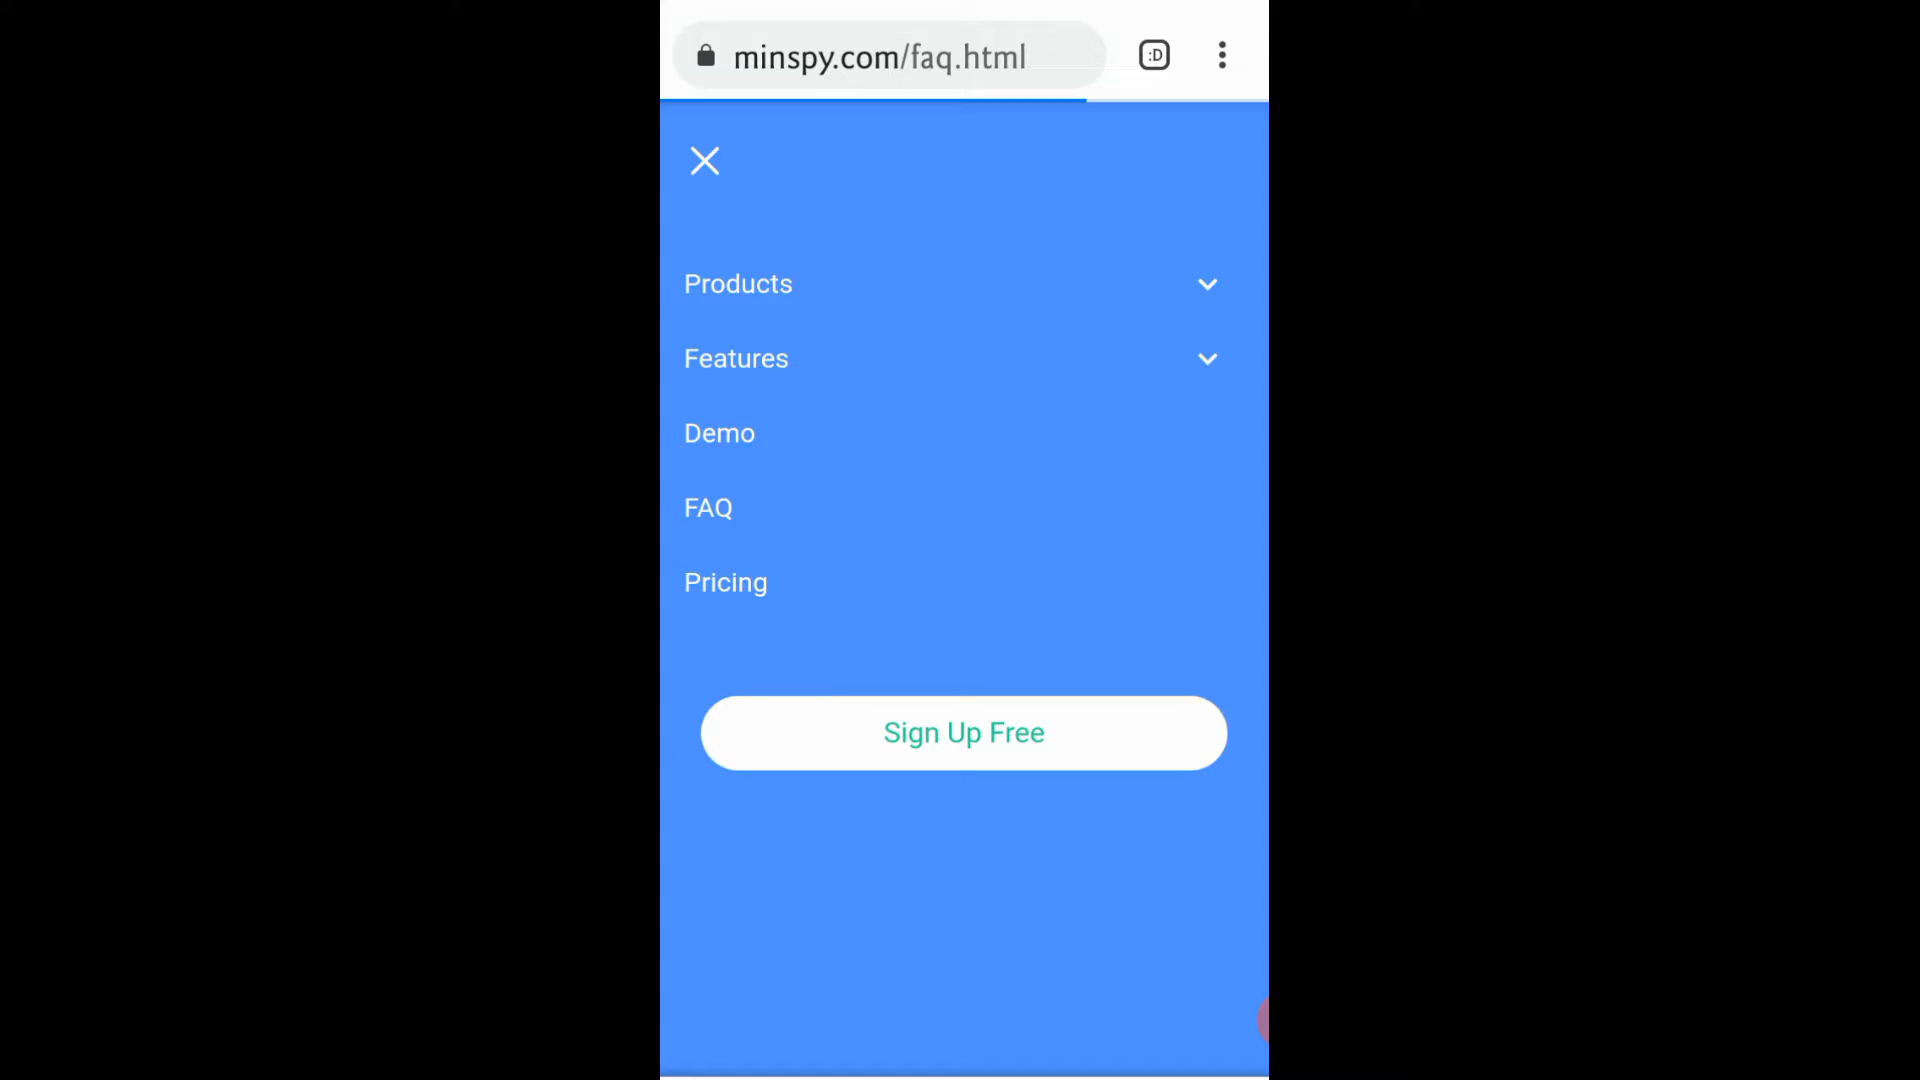 minspy.com/faq.html
:D
Products
Features
Demo
FAQ
Pricing
Sign Up Free